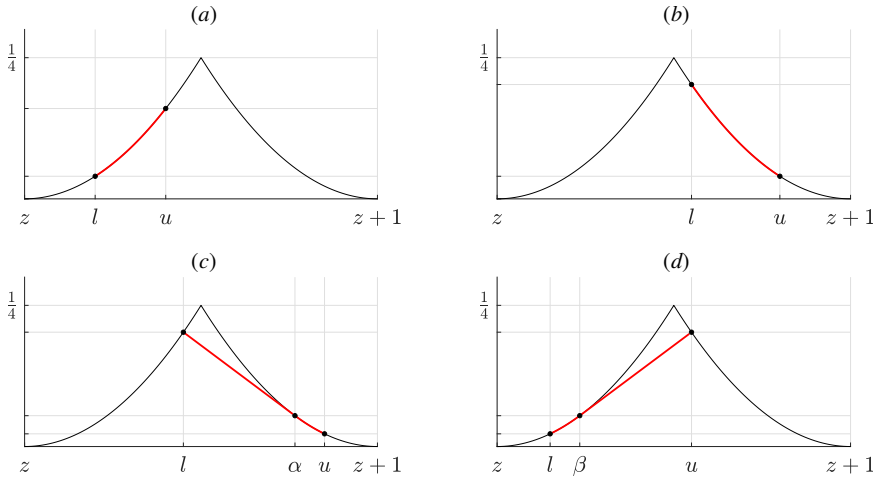 (a)
1/4
z l u z + 1
(b)
1/4
z l u z + 1
(c)
1/4
z l α u z + 1
(d)
1/4
z l β u z + 1